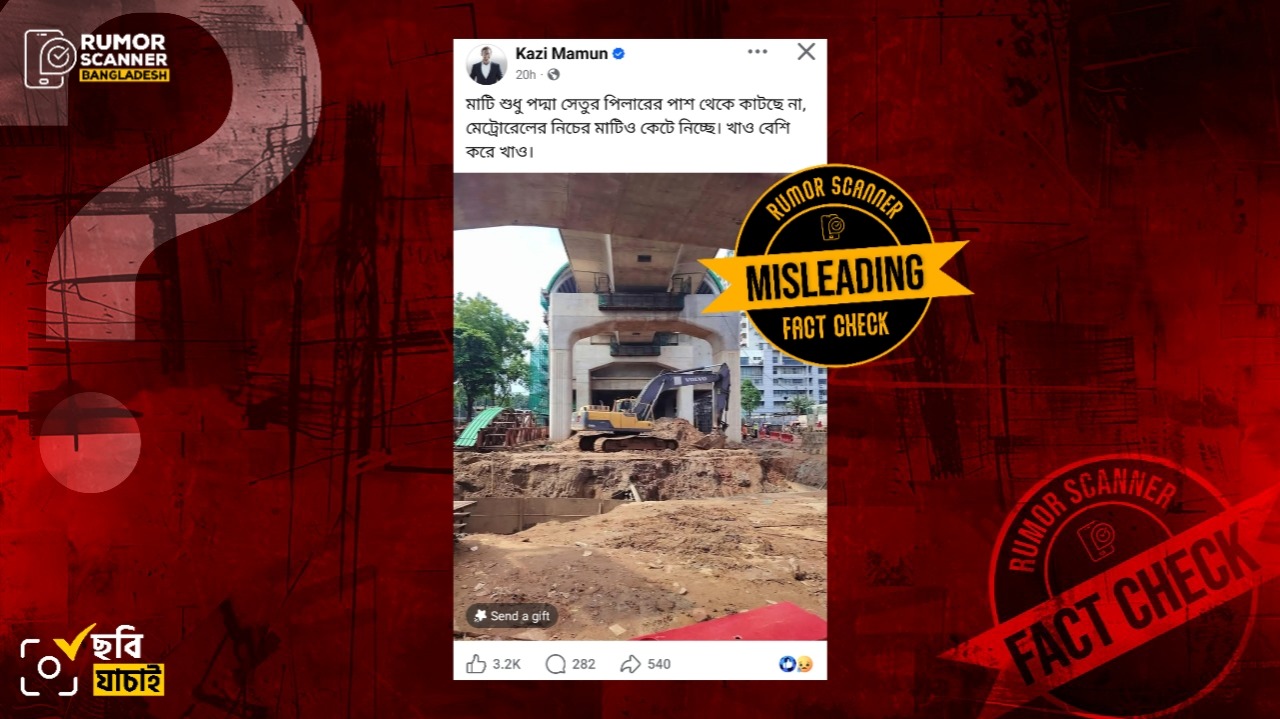 RUMOR
SCANNER
BANGLADESH
Kazi Mamun
20h
মাটি শুধু পদ্মা সেতুর পিলারের পাশ থেকে কাটছে না,
মেট্রোরেলের নিচের মাটিও কেটে নিচ্ছে। খাও বেশি
করে খাও।
RUMOR SCANNER
MISLEADING
FACT CHECK
VOLVO
Send a gift
3.2K 282 540
RUMOR SCANNER
FACT CHECK
ছবি
যাচাই